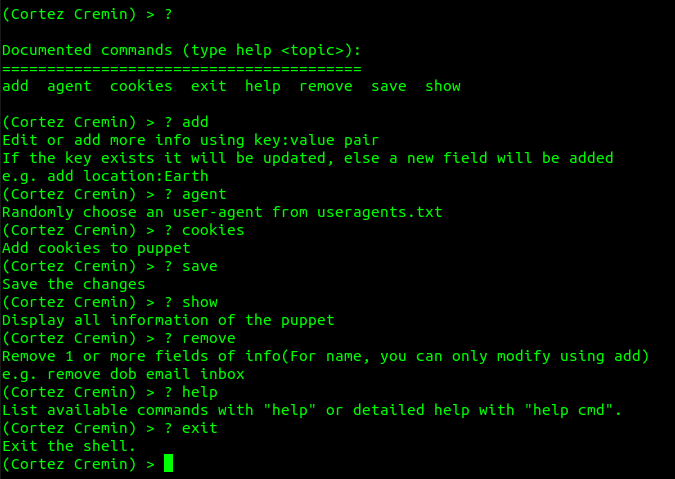 (Cortez Cremin) > ?
Documented commands (type help <topic>):
========================================
add  agent  cookies  exit  help  remove  save  show
(Cortez Cremin) > ? add
Edit or add more info using key:value pair
If the key exists it will be updated, else a new field will be added
e.g. add location:Earth
(Cortez Cremin) > ? agent
Randomly choose an user-agent from useragents.txt
(Cortez Cremin) > ? cookies
Add cookies to puppet
(Cortez Cremin) > ? save
Save the changes
(Cortez Cremin) > ? show
Display all information of the puppet
(Cortez Cremin) > ? remove
Remove 1 or more fields of info(For name, you can only modify using add)
e.g. remove dob email inbox
(Cortez Cremin) > ? help
List available commands with "help" or detailed help with "help cmd".
(Cortez Cremin) > ? exit
Exit the shell.
(Cortez Cremin) >